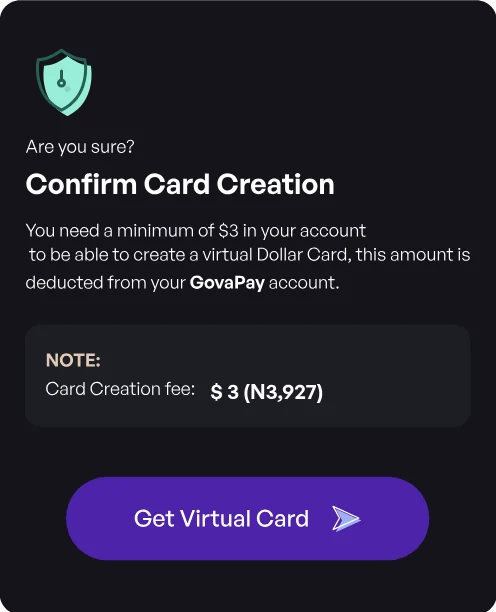 Are you sure?
Confirm Card Creation
You need a minimum of $3 in your account
to be able to create a virtual Dollar Card, this amount is
deducted from your GovaPay account.
NOTE:
Card Creation fee: $ 3 (N3,927)
Get Virtual Card